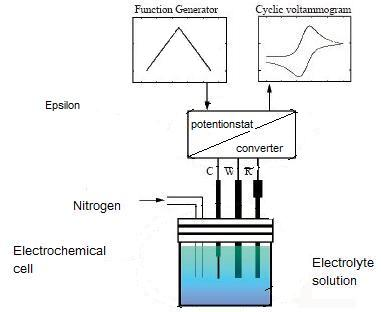 Function Generator
Cyclic voltammogram
Epsilon
potentionstat
converter
C W R
Nitrogen
Electrochemical
cell
Electrolyte
solution